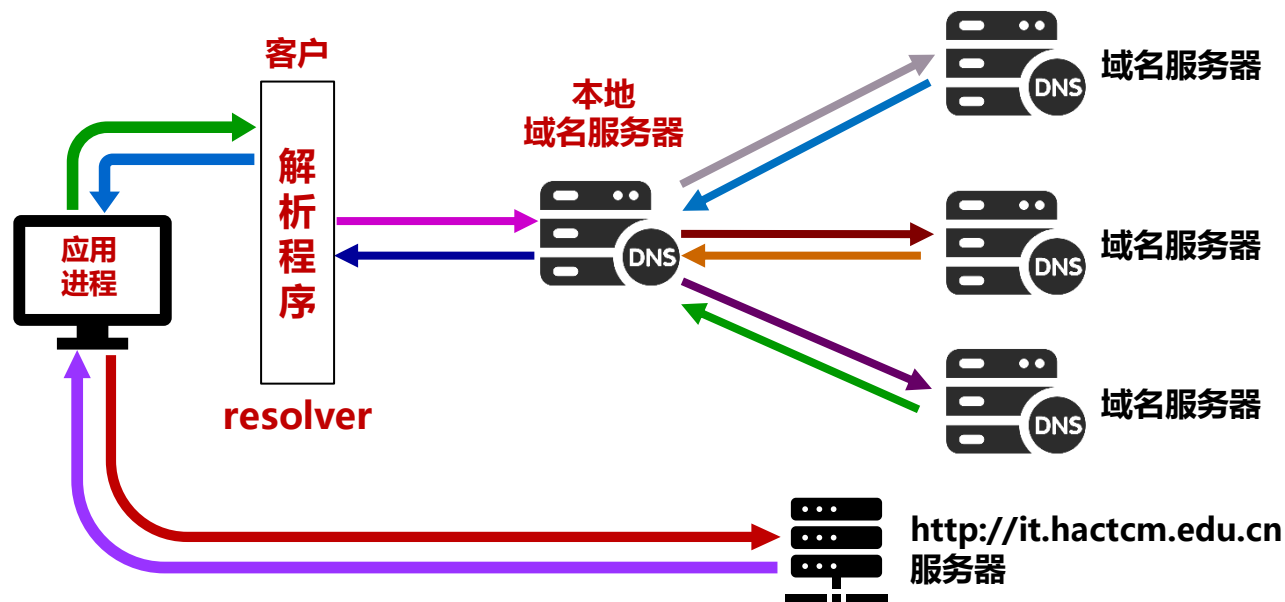 客户
解析程序
resolver
应用
进程
本地
域名服务器
DNS
DNS
域名服务器
DNS
域名服务器
DNS
域名服务器
http://it.hactcm.edu.cn
服务器